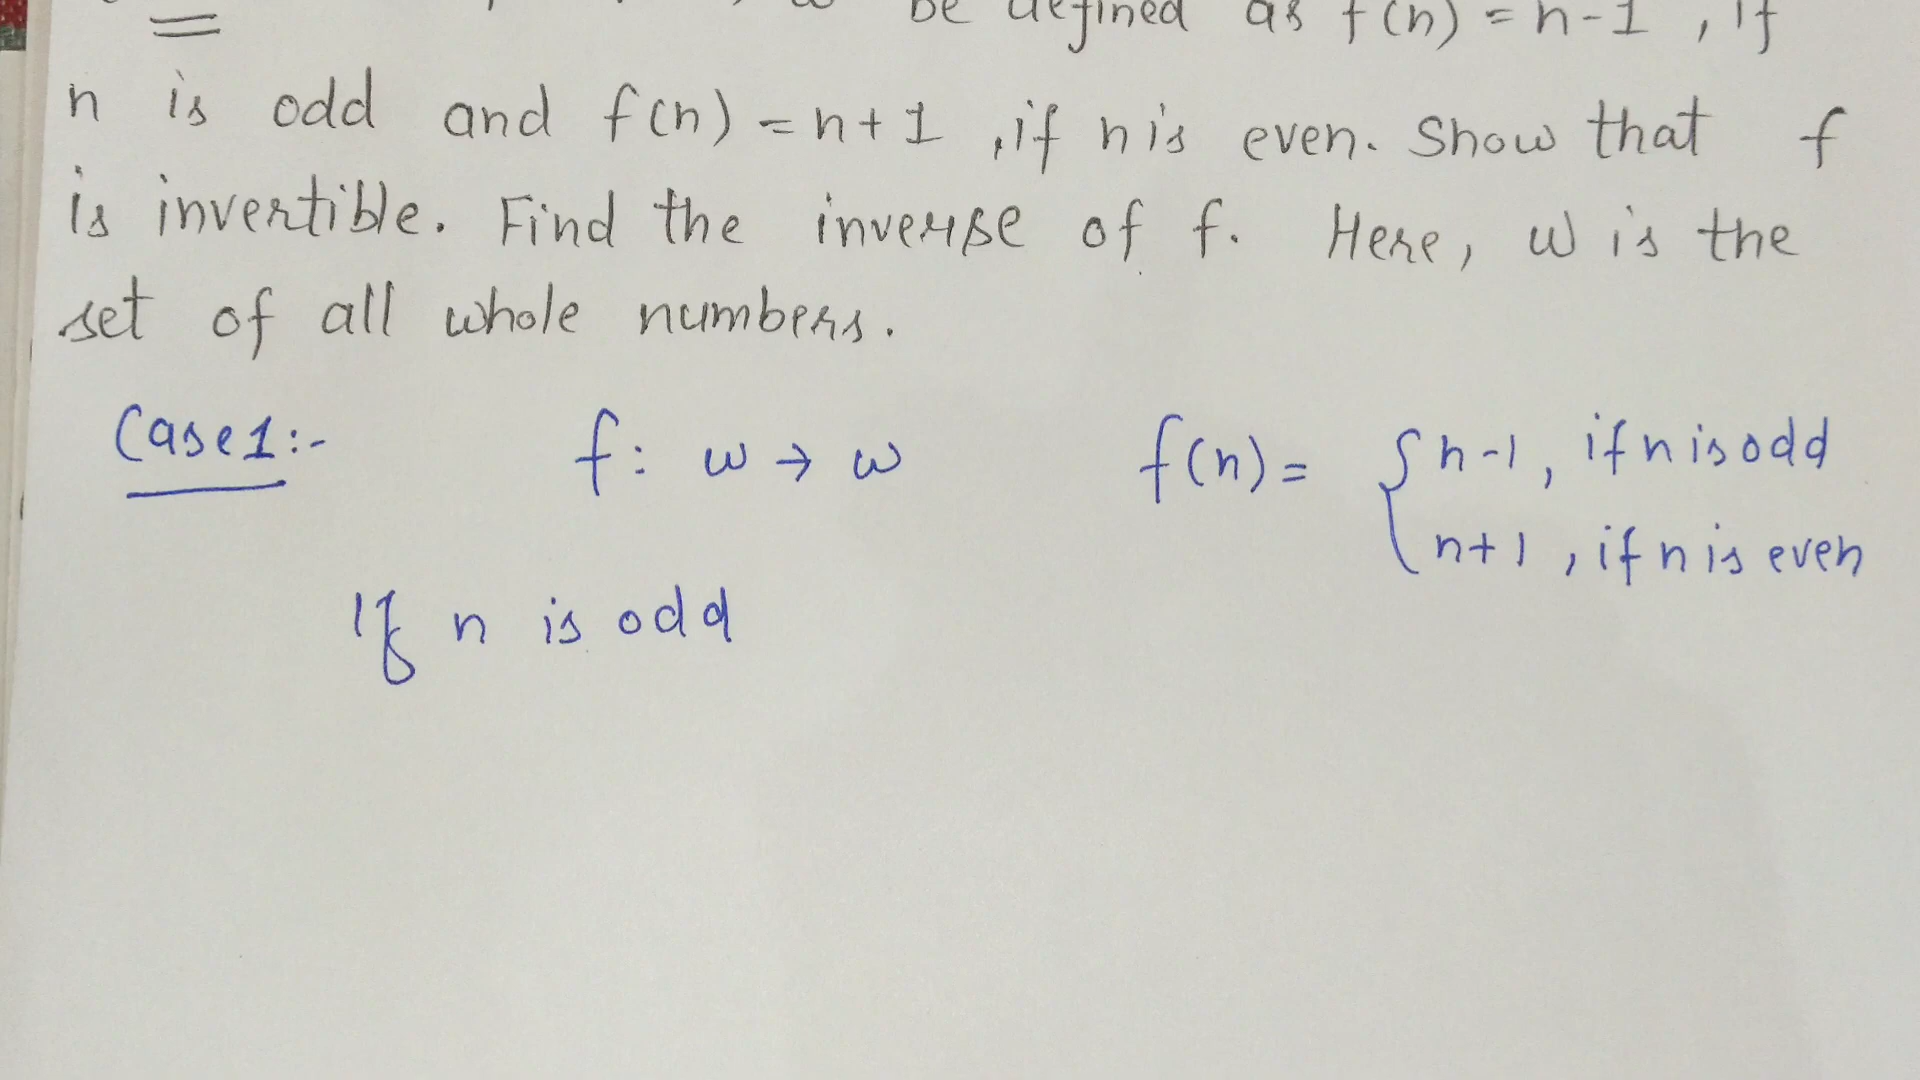 be defined as f(n) = n-1 , if
n is odd and f(n) = n+1 , if n is even. Show that f
is invertible. Find the inverse of f. Here, W is the
set of all whole numbers.
Case 1:- f: w → w f(n) = { n-1, if n is odd
n+1 , if n is even
If n is odd